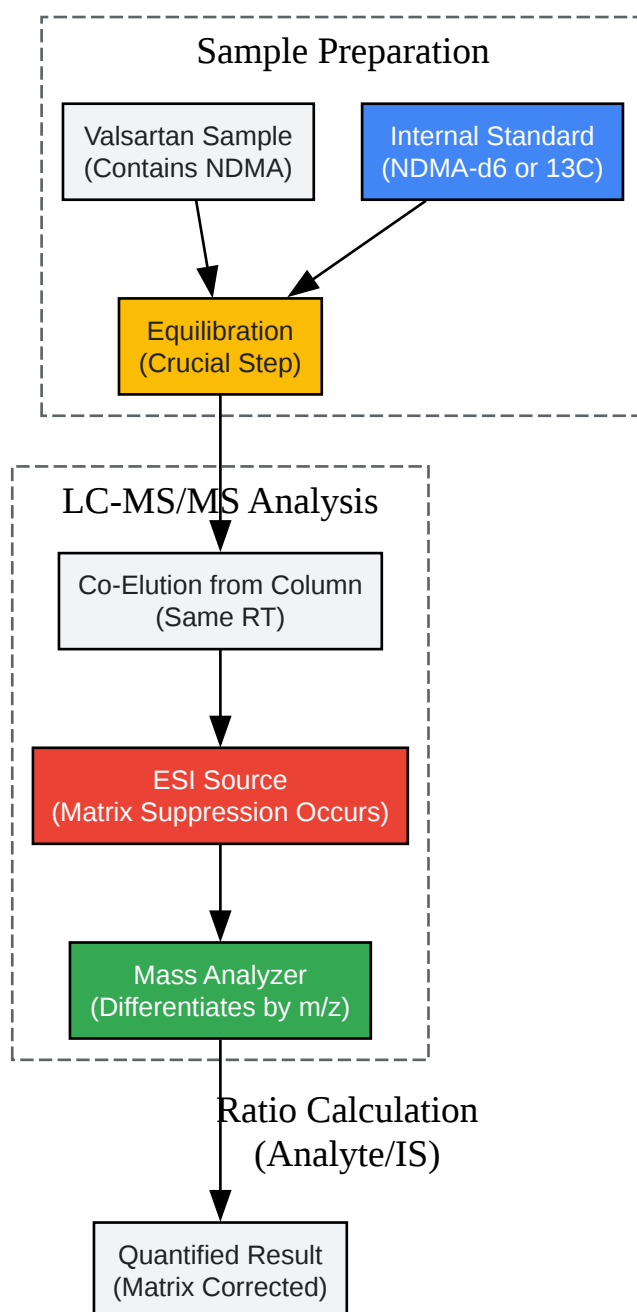 Sample Preparation
Valsartan Sample
(Contains NDMA)
Internal Standard
(NDMA-d6 or 13C)
Equilibration
(Crucial Step)
LC-MS/MS Analysis
Co-Elution from Column
(Same RT)
ESI Source
(Matrix Suppression Occurs)
Mass Analyzer
(Differentiates by m/z)
Ratio Calculation
(Analyte/IS)
Quantified Result
(Matrix Corrected)